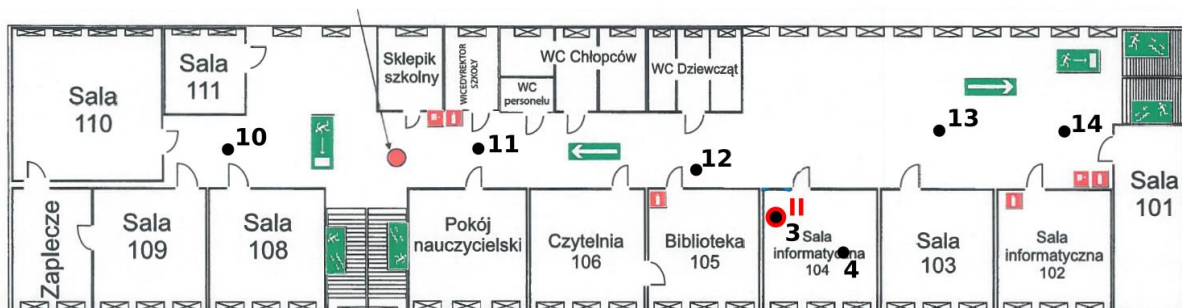 Sala
110
Sala
111
Sklepik
szkolny
WICEDYREKTOR
SZKOŁY
WC Chłopców
WC
personelu
WC Dziewcząt
10
11
12
13
14
Zaplecze
Sala
109
Sala
108
Pokój
nauczycielski
Czytelnia
106
Biblioteka
105
II
3
Sala
informatyczna
104
4
Sala
103
Sala
informatyczna
102
Sala
101